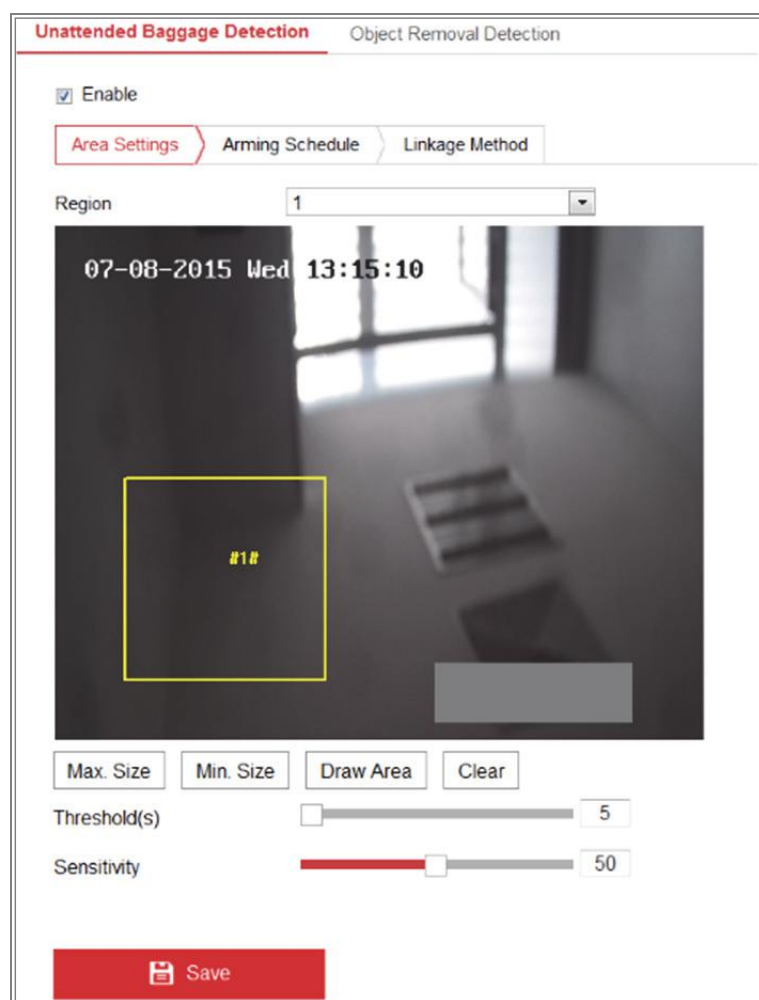 Unattended Baggage Detection Object Removal Detection
Enable
Area Settings Arming Schedule Linkage Method
Region 1
07-08-2015 Wed 13:15:10
#1#
Max. Size Min. Size Draw Area Clear
Threshold(s) 5
Sensitivity 50
Save